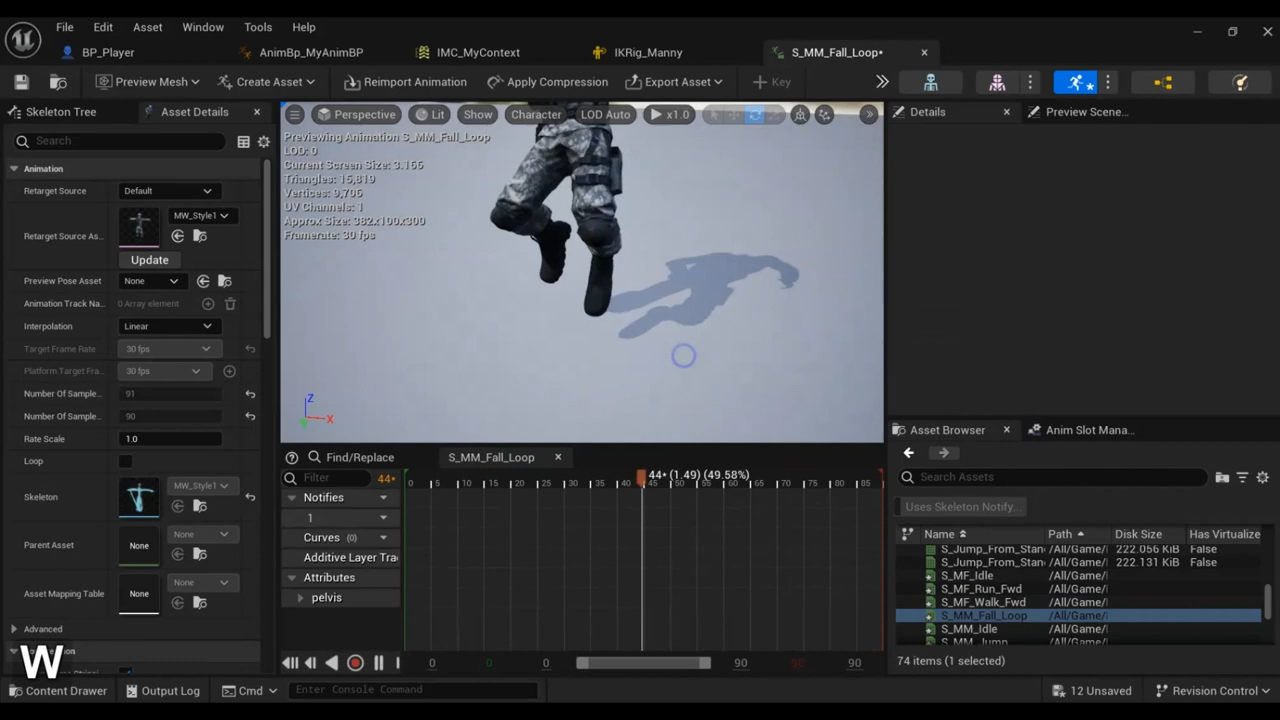 File Edit Asset Window Tools Help
BP_Player AnimBp_MyAnimBP IMC_MyContext IKRig_Manny S_MM_Fall_Loop*
Preview Mesh Create Asset Reimport Animation Apply Compression Export Asset Key
Skeleton Tree Asset Details
Search
Animation
Retarget Source Default
MW_Style1
Retarget Source As..
Update
Preview Pose Asset None
Animation Track Na. 0 Array element
Interpolation Linear
Target Frame Rate 30 fps
Platform Target Fra. 30 fps
Number Of Sample.. 91
Number Of Sample.. 90
Rate Scale 1.0
Loop
MW_Style1
Skeleton
None
Parent Asset None
None
Asset Mapping Table None
Advanced
Perspective Lit Show Character LOD Auto x1.0
Previewing Animation S_MM_Fall_Loop
LOD: 0
Current Screen Size: 3.166
Triangles: 15,819
Vertices: 9,706
UV Channels: 1
Approx Size: 382x100x300
Framerate: 30 fps
Z
X
Find/Replace S_MM_Fall_Loop
44* (1.49) (49.58%)
Filter 44* 0 5 10 15 20 25 30 35 40 45 50 55 60 65 70 75 80 85
Notifies
1
Curves (0)
Additive Layer Tra
Attributes
pelvis
0 0 0 90 90 90
Details Preview Scene...
Asset Browser Anim Slot Mana...
Search Assets
Uses Skeleton Notify...
Name Path Disk Size Has Virtualize
S_Jump_From_Stan /All/Game/ 222.056 KiB False
S_Jump_From_Stan /All/Game/ 222.131 KiB False
S_MF_Idle /All/Game/
S_MF_Run_Fwd /All/Game/
S_MF_Walk_Fwd /All/Game/
S_MM_Fall_Loop /All/Game/
S_MM_Idle /All/Game/
S_MM_Jump /All/Game/
74 items (1 selected)
W
Content Drawer Output Log Cmd Enter Console Command 12 Unsaved Revision Control